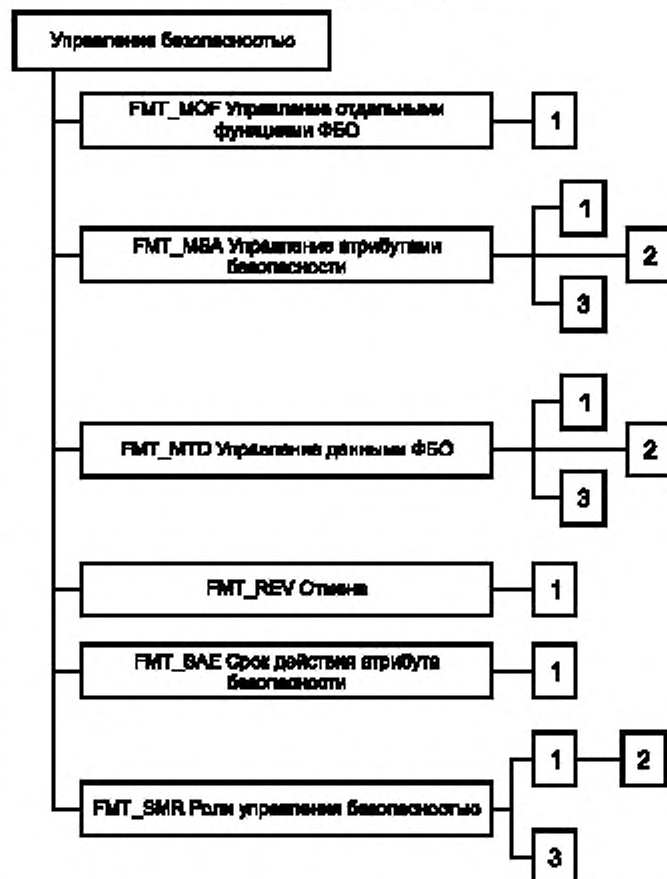 Управления безопасностью
FMT_MOF Управление отдельными
функциями ФБО
1
FMT_MSA Управление атрибутами
безопасности
1
2
3
FMT_MTD Управление данными ФБО
1
2
3
FMT_REV Отмена
1
FMT_SAE Срок действия атрибута
безопасности
1
FMT_SMR Роли управления безопасностью
1
2
3